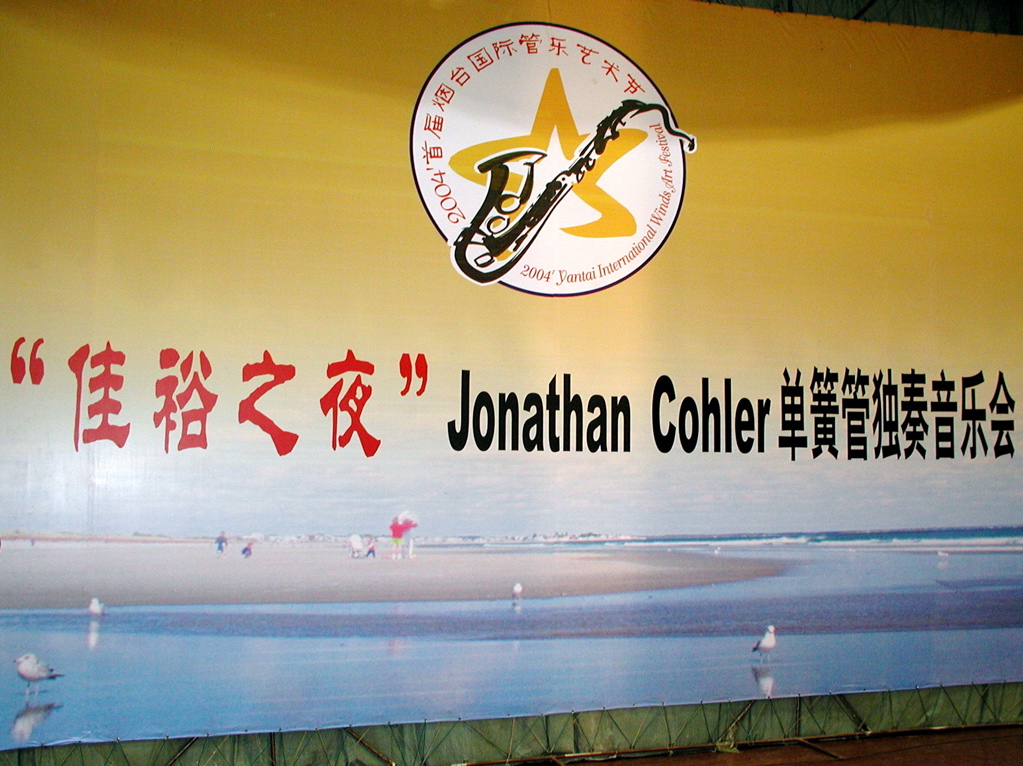 2004'首届烟台国际管乐艺术节
2004' Yantai International Winds Art Festival
“佳裕之夜” Jonathan Cohler 单簧管独奏音乐会